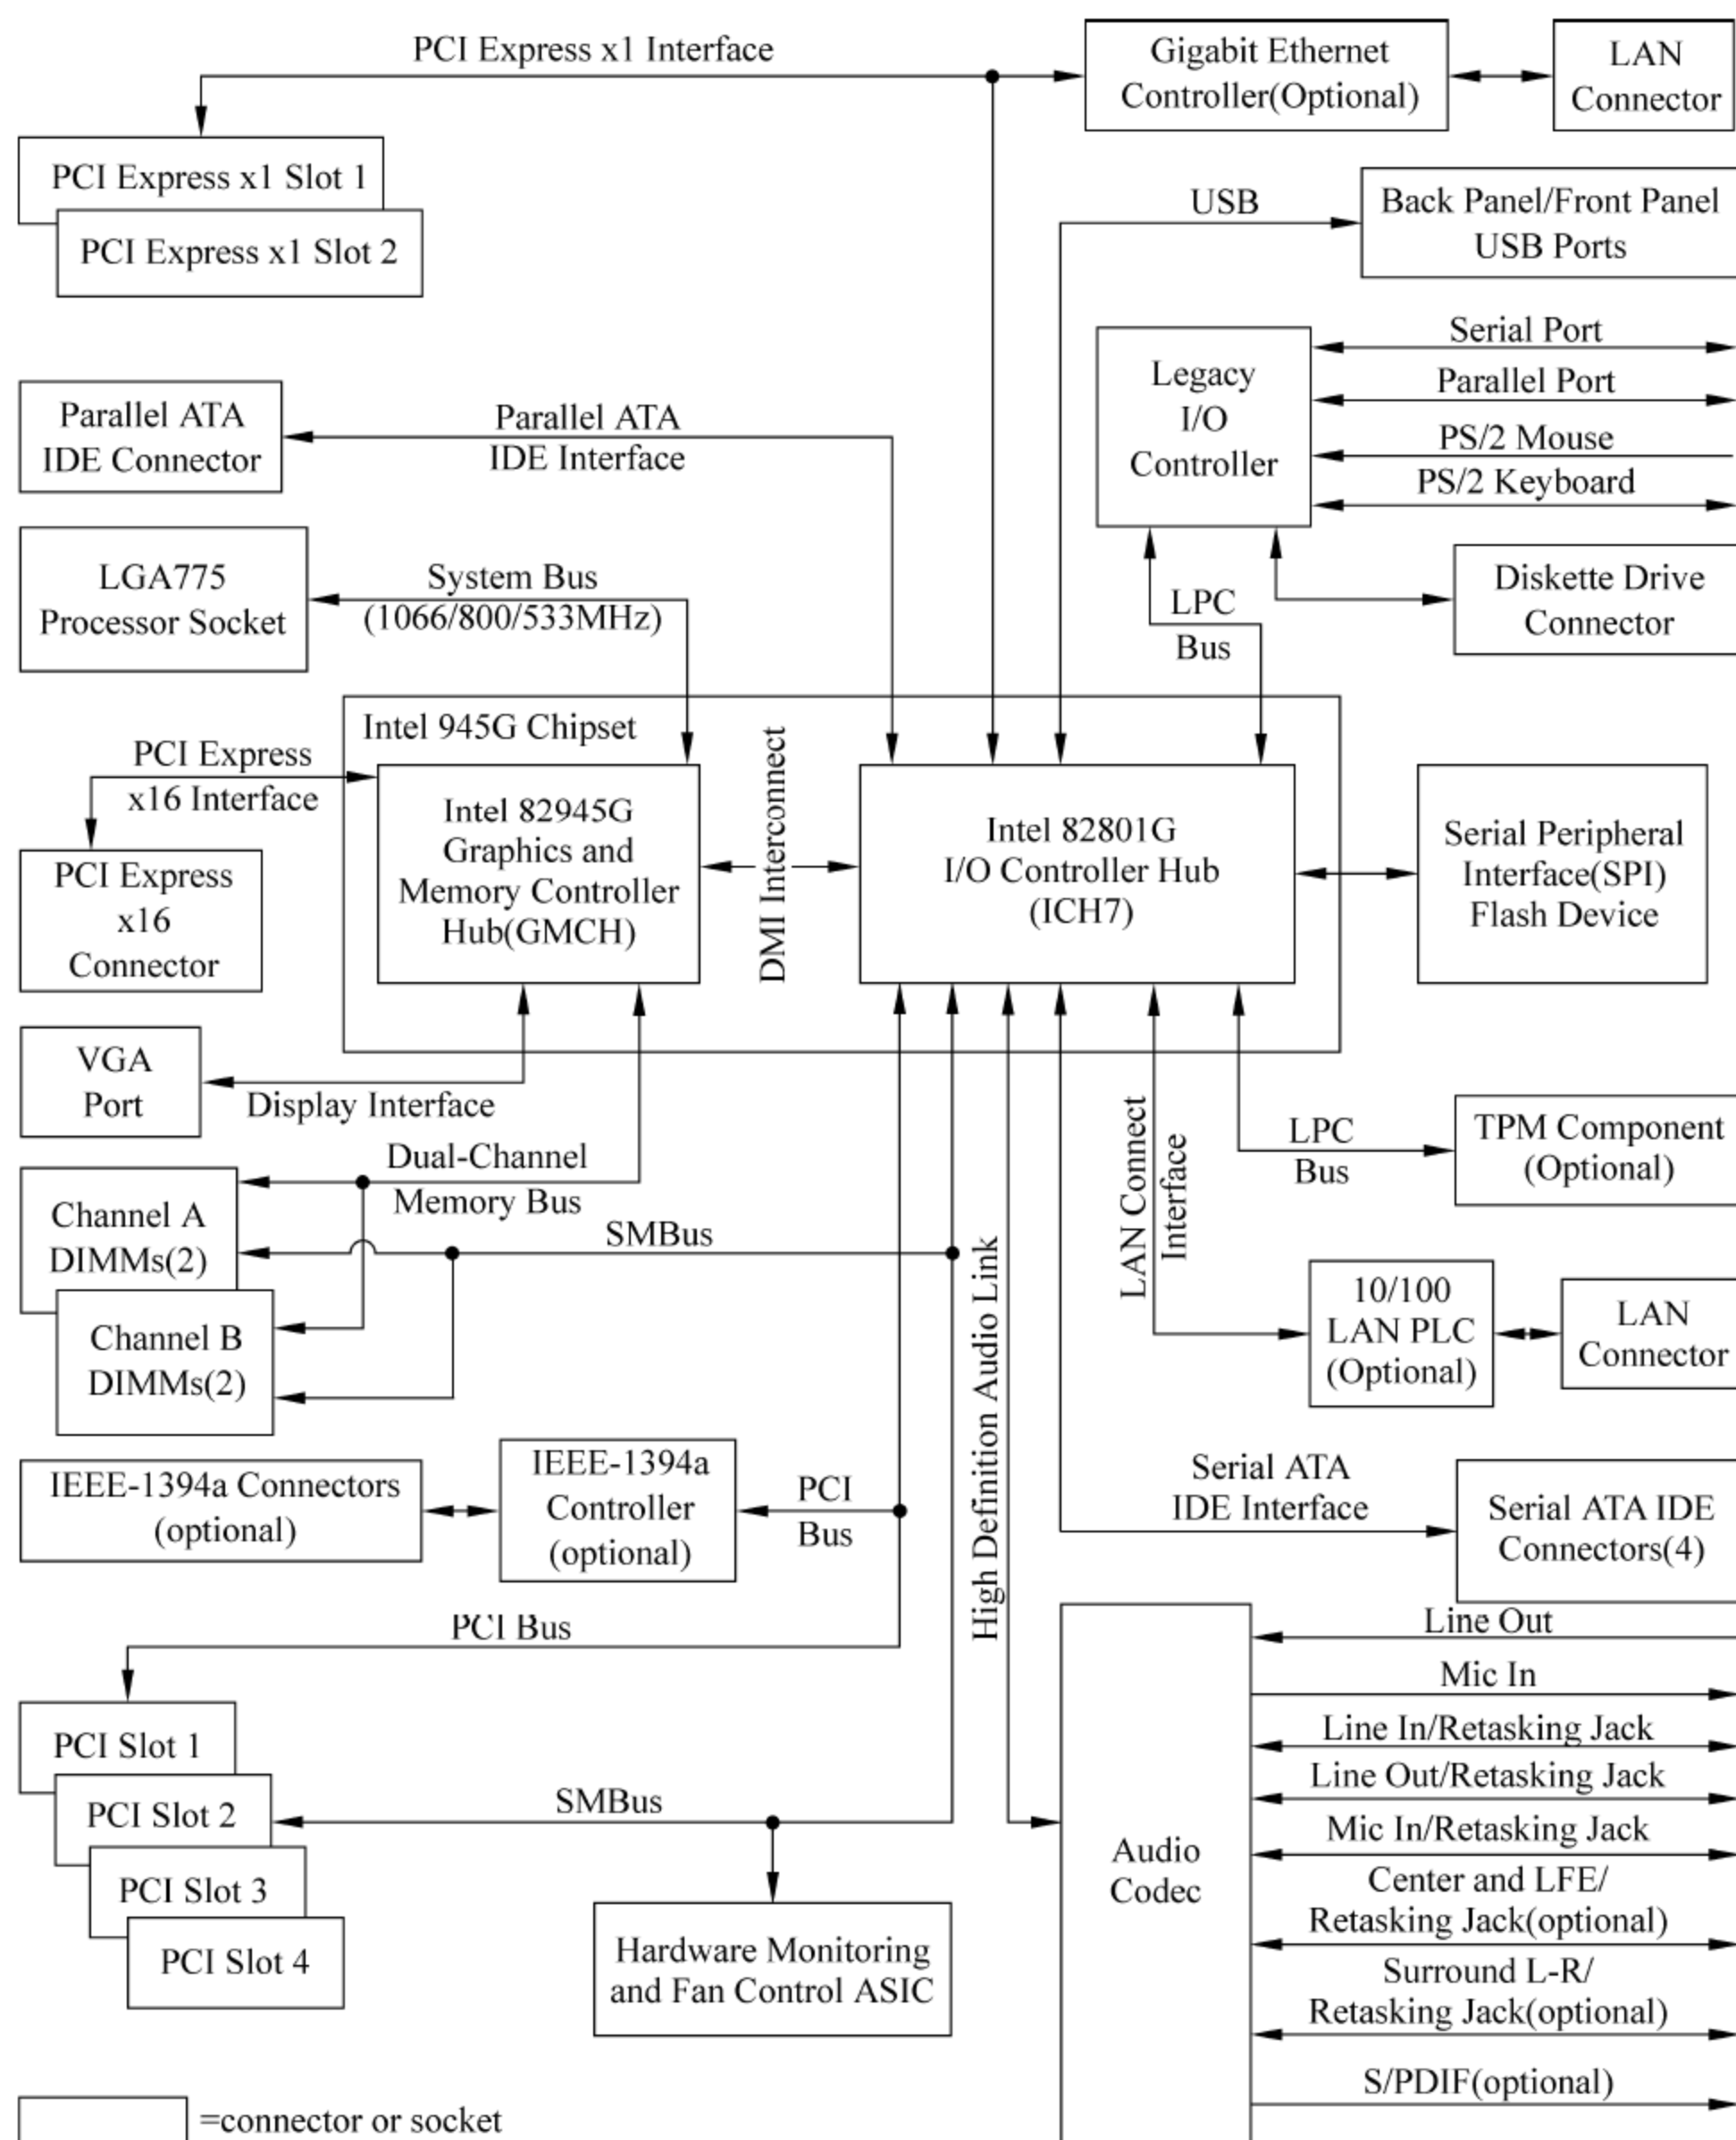 PCI Express x1 Interface
Gigabit Ethernet
Controller(Optional)
LAN
Connector
PCI Express x1 Slot 1
PCI Express x1 Slot 2
USB
Back Panel/Front Panel
USB Ports
Legacy
I/O
Controller
Serial Port
Parallel Port
PS/2 Mouse
PS/2 Keyboard
Parallel ATA
IDE Connector
Parallel ATA
IDE Interface
LGA775
Processor Socket
System Bus
(1066/800/533MHz)
LPC
Bus
Diskette Drive
Connector
Intel 945G Chipset
PCI Express
x16 Interface
PCI Express
x16
Connector
Intel 82945G
Graphics and
Memory Controller
Hub(GMCH)
DMI Interconnect
Intel 82801G
I/O Controller Hub
(ICH7)
Serial Peripheral
Interface(SPI)
Flash Device
VGA
Port
Display Interface
Dual-Channel
Memory Bus
Channel A
DIMMs(2)
Channel B
DIMMs(2)
SMBus
LAN Connect
Interface
LPC
Bus
TPM Component
(Optional)
10/100
LAN PLC
(Optional)
LAN
Connector
High Definition Audio Link
IEEE-1394a Connectors
(optional)
IEEE-1394a
Controller
(optional)
PCI
Bus
Serial ATA
IDE Interface
Serial ATA IDE
Connectors(4)
PCI Bus
PCI Slot 1
PCI Slot 2
PCI Slot 3
PCI Slot 4
SMBus
Hardware Monitoring
and Fan Control ASIC
Audio
Codec
Line Out
Mic In
Line In/Retasking Jack
Line Out/Retasking Jack
Mic In/Retasking Jack
Center and LFE/
Retasking Jack(optional)
Surround L-R/
Retasking Jack(optional)
S/PDIF(optional)
=connector or socket